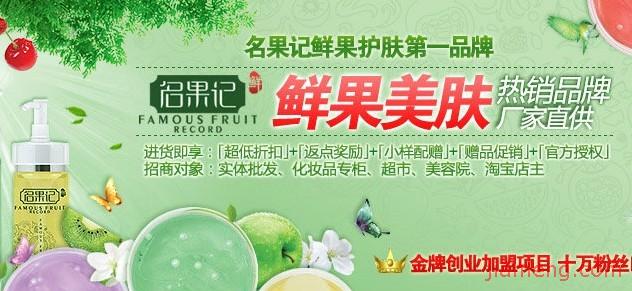 名果记鲜果护肤第一品牌
名果记 鲜
FAMOUS FRUIT
RECORD
鲜果美肤
热销品牌
厂家直供
进货即享:「超低折扣」+「返点奖励」+「小样配赠」+「赠品促销」+「官方授权」
招商对象:实体批发、化妆品专柜、超市、美容院、淘宝店主
名果记
FAMOUS FRUIT
RECORD
金牌创业加盟项目 十万粉丝
jiameng.com